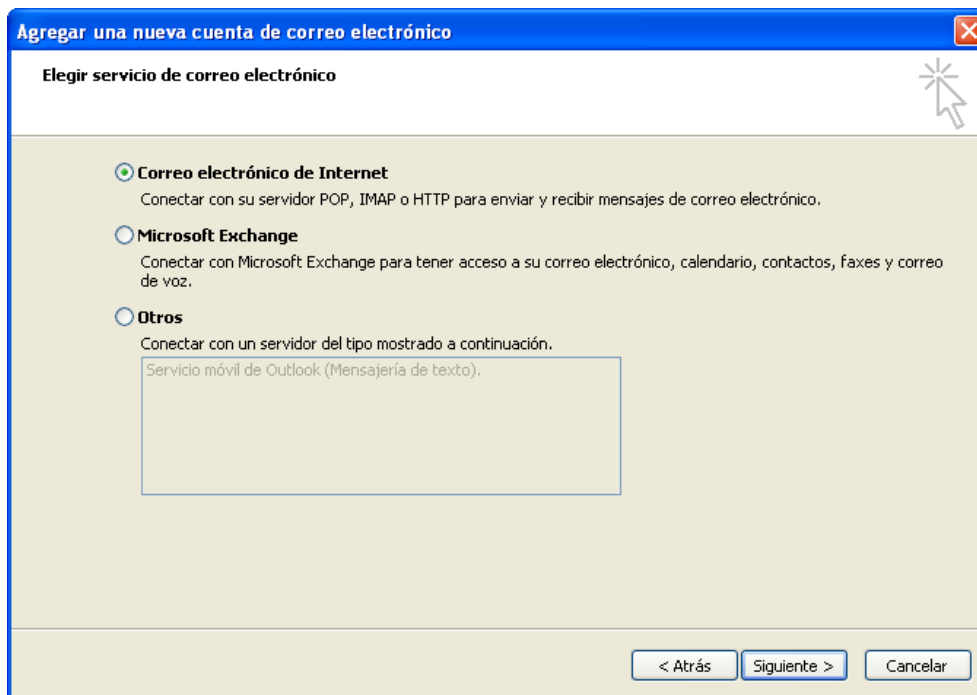 Agregar una nueva cuenta de correo electrónico
Elegir servicio de correo electrónico
Correo electrónico de Internet
Conectar con su servidor POP, IMAP o HTTP para enviar y recibir mensajes de correo electrónico.
Microsoft Exchange
Conectar con Microsoft Exchange para tener acceso a su correo electrónico, calendario, contactos, faxes y correo
de voz.
Otros
Conectar con un servidor del tipo mostrado a continuación.
Servicio móvil de Outlook (Mensajería de texto).
< Atrás Siguiente > Cancelar